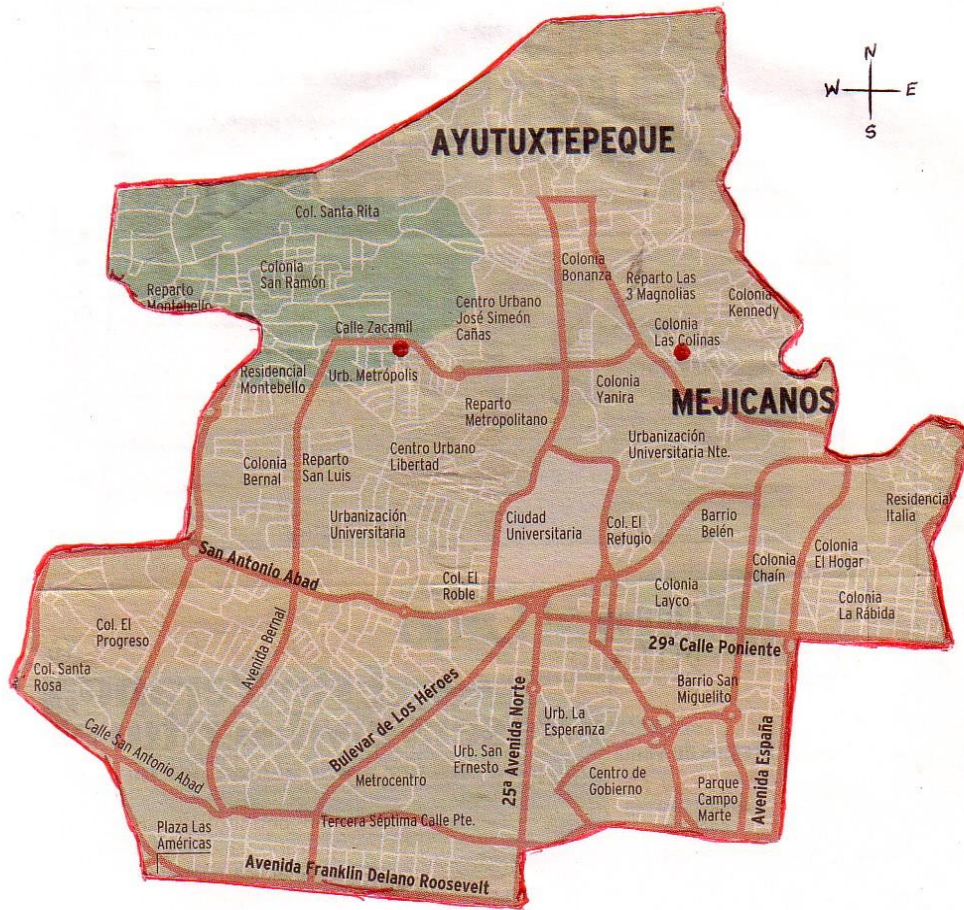 N
W E
S
AYUTUXTEPEQUE
Col. Santa Rita
Colonia
San Ramón
Reparto
Montebello
Colonia
Bonanza
Reparto Las
3 Magnolias
Colonia
Kennedy
Centro Urbano
José Simeón
Cañas
Calle Zacamil
Colonia
Las Colinas
Residencial
Montebello
Urb. Metrópolis
Colonia
Yanira
MEJICANOS
Reparto
Metropolitano
Urbanización
Universitaria Nte.
Colonia
Bernal
Reparto
San Luis
Centro Urbano
Libertad
Residencial
Italia
Urbanización
Universitaria
Ciudad
Universitaria
Col. El
Refugio
Barrio
Belén
Colonia
Chaín
Colonia
El Hogar
San Antonio Abad
Col. El
Roble
Colonia
Layco
Colonia
La Rábida
Col. El
Progreso
Avenida Bernal
29ª Calle Poniente
Col. Santa
Rosa
Barrio San
Miguelito
Bulevar de Los Héroes
25ª Avenida Norte
Urb. La
Esperanza
Avenida España
Calle San Antonio Abad
Urb. San
Ernesto
Metrocentro
Centro de
Gobierno
Parque
Campo
Marte
Plaza Las
Américas
Tercera Séptima Calle Pte.
Avenida Franklin Delano Roosevelt